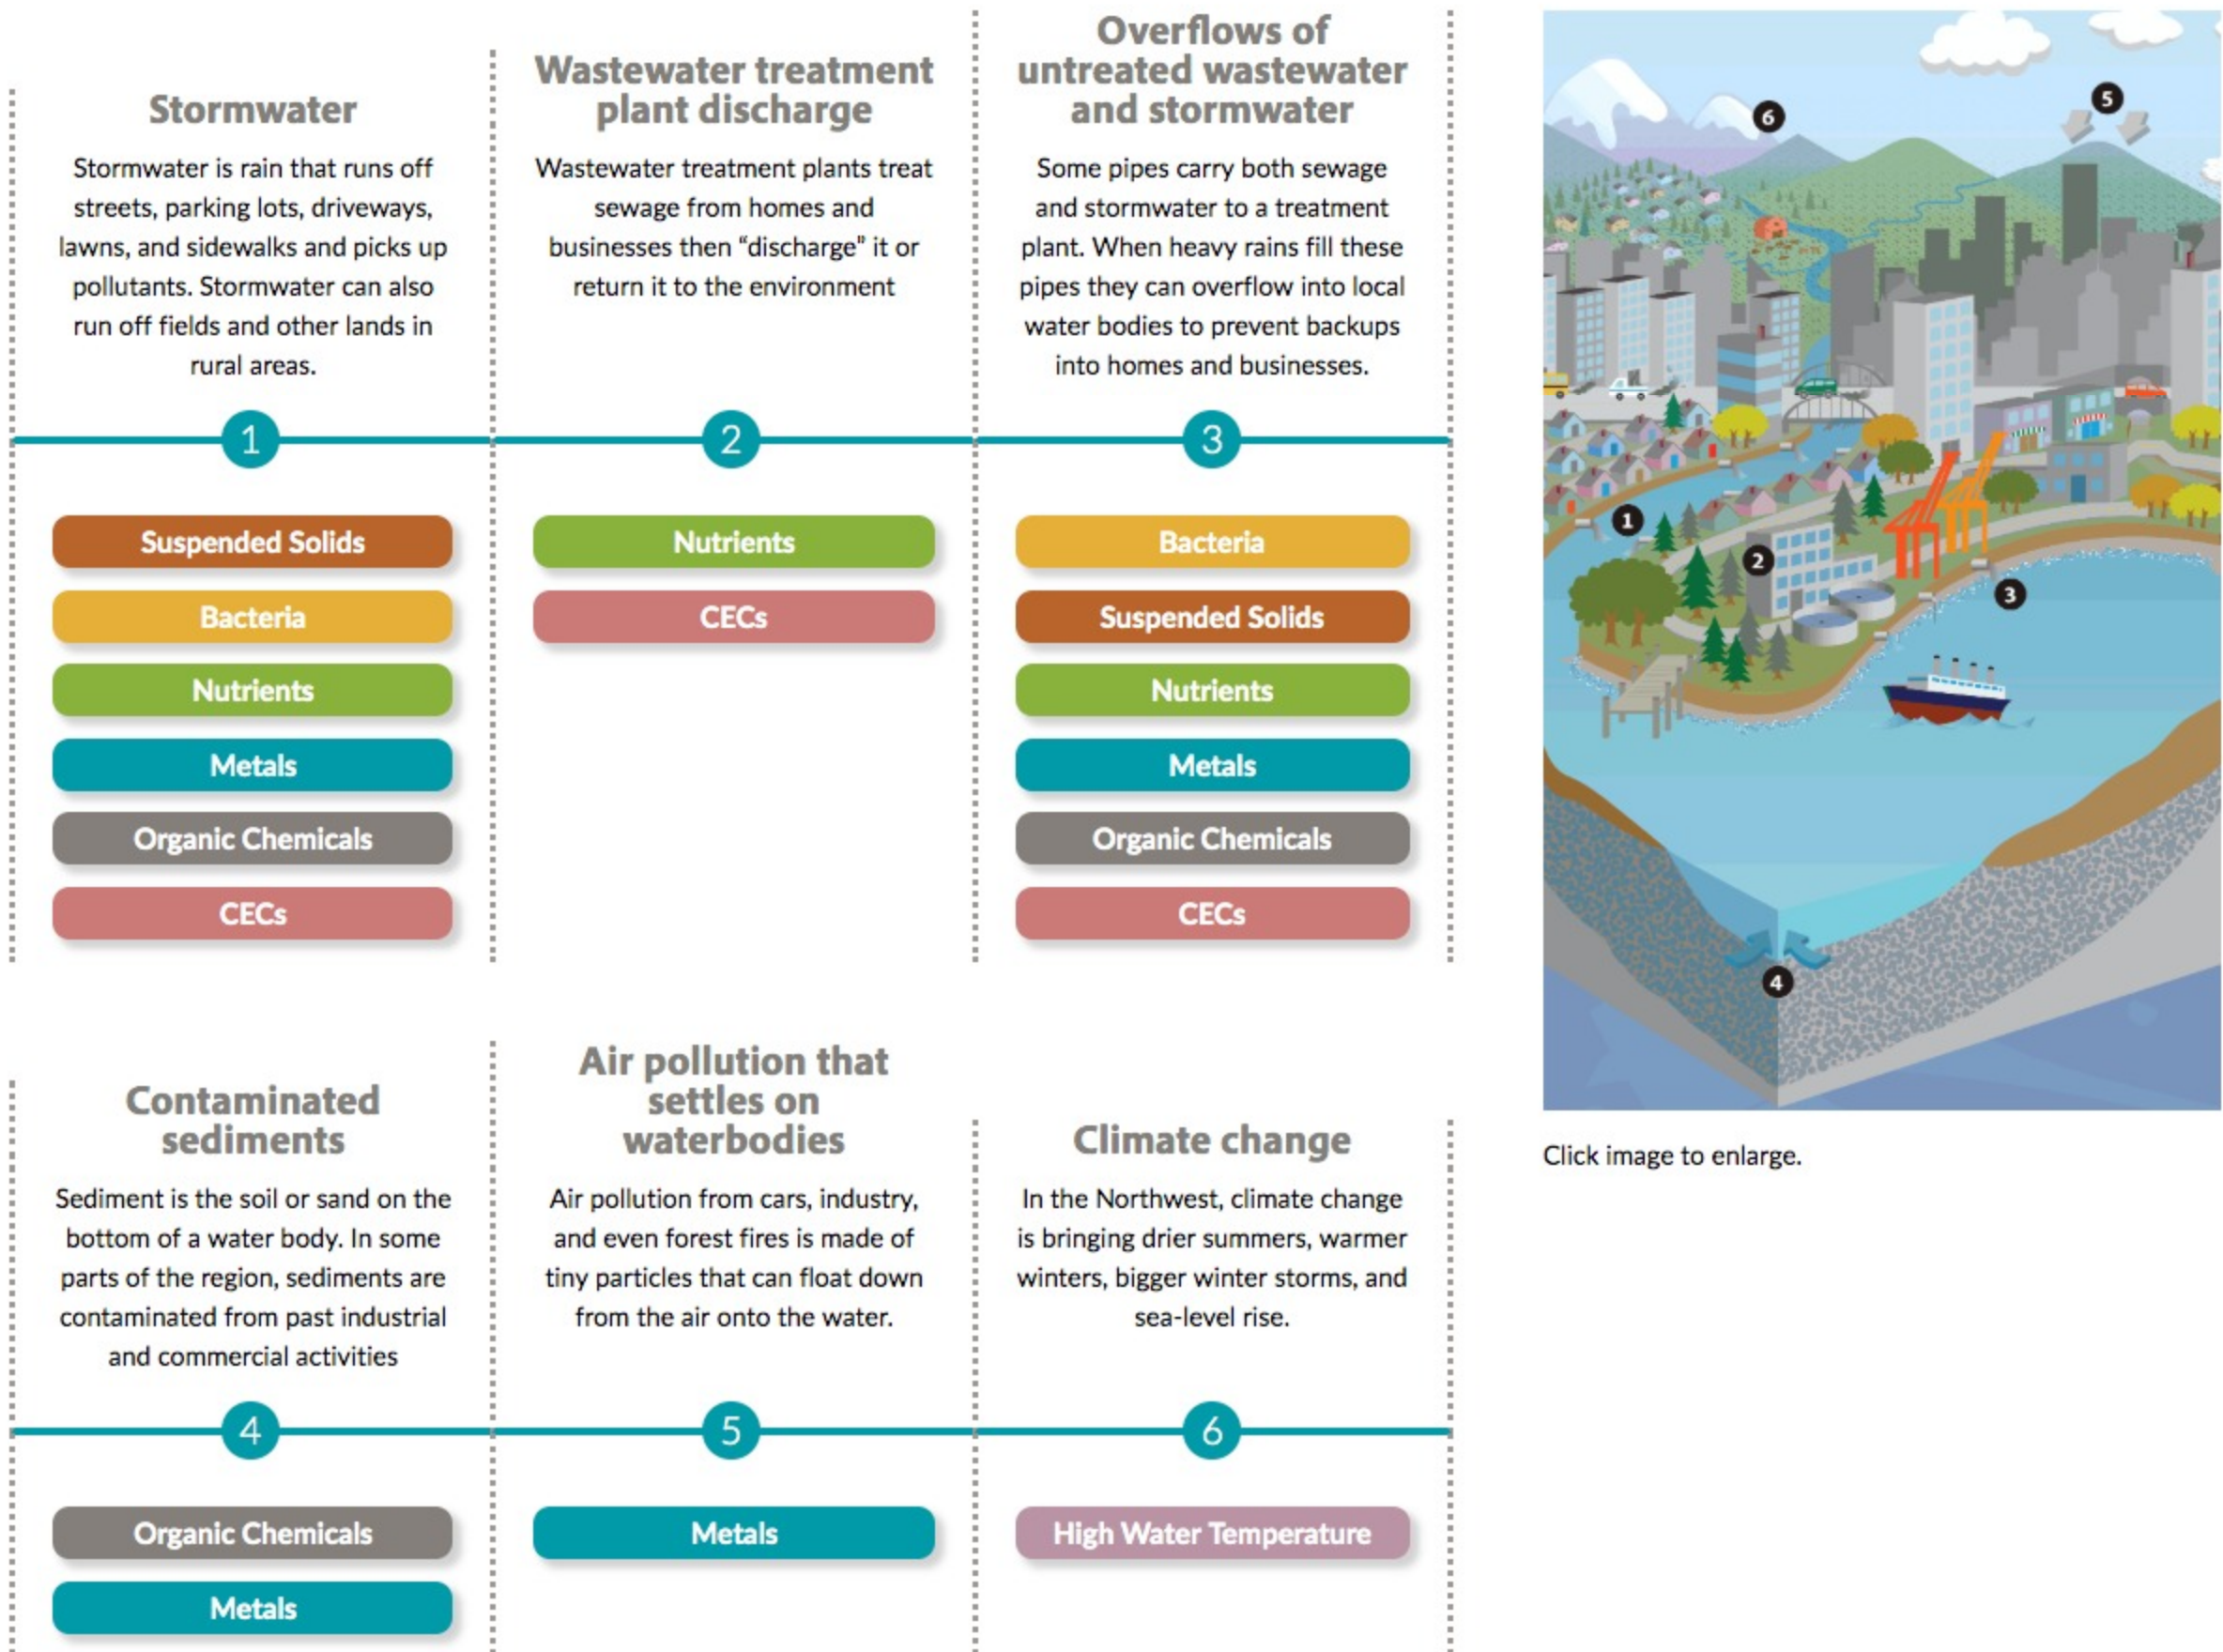 Stormwater
Stormwater is rain that runs off
streets, parking lots, driveways,
lawns, and sidewalks and picks up
pollutants. Stormwater can also
run off fields and other lands in
rural areas.
1
Suspended Solids
Bacteria
Nutrients
Metals
Organic Chemicals
CECs
Wastewater treatment
plant discharge
Wastewater treatment plants treat
sewage from homes and
businesses then “discharge” it or
return it to the environment
2
Nutrients
CECs
Overflows of
untreated wastewater
and stormwater
Some pipes carry both sewage
and stormwater to a treatment
plant. When heavy rains fill these
pipes they can overflow into local
water bodies to prevent backups
into homes and businesses.
3
Bacteria
Suspended Solids
Nutrients
Metals
Organic Chemicals
CECs
Contaminated
sediments
Sediment is the soil or sand on the
bottom of a water body. In some
parts of the region, sediments are
contaminated from past industrial
and commercial activities
4
Organic Chemicals
Metals
Air pollution that
settles on
waterbodies
Air pollution from cars, industry,
and even forest fires is made of
tiny particles that can float down
from the air onto the water.
5
Metals
Climate change
In the Northwest, climate change
is bringing drier summers, warmer
winters, bigger winter storms, and
sea-level rise.
6
High Water Temperature
5
6
1
2
3
4
Click image to enlarge.